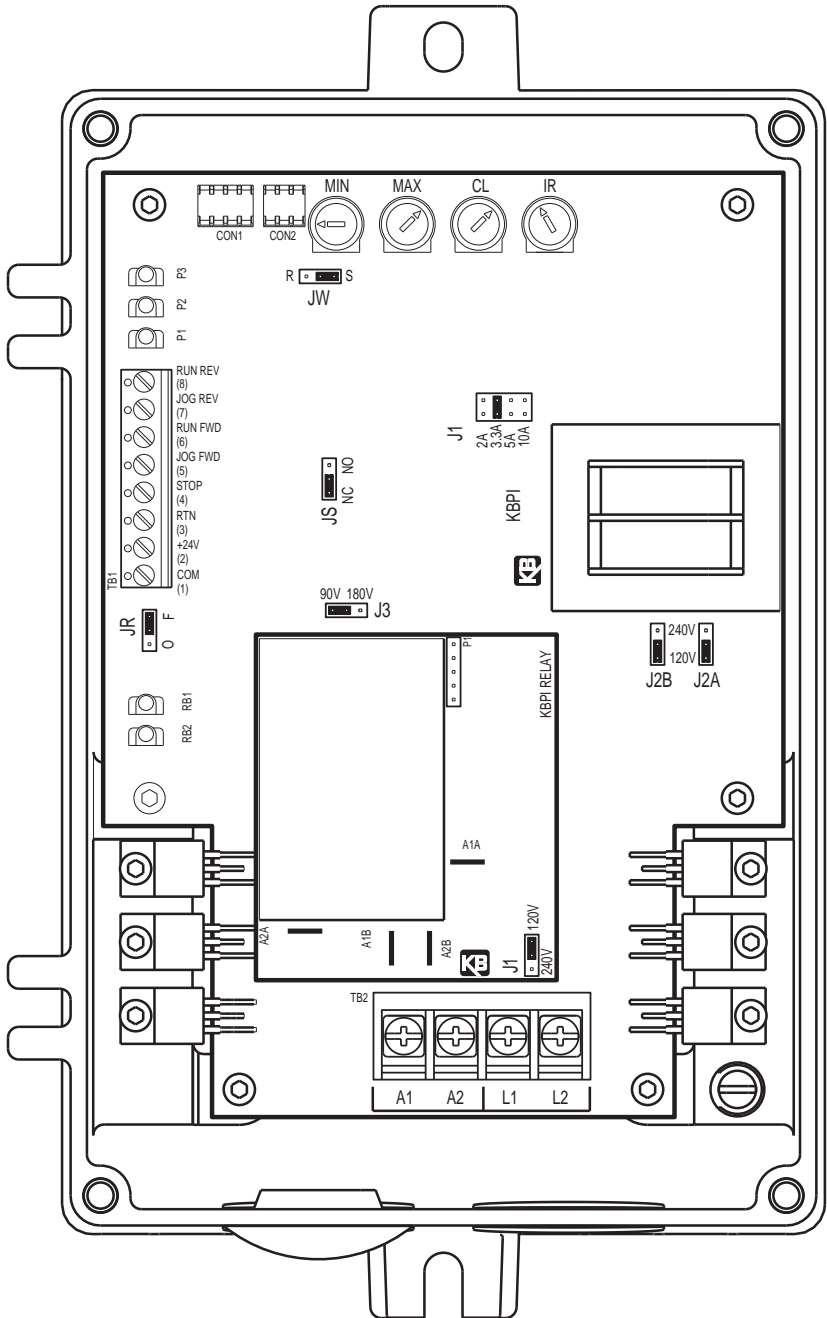 MIN
MAX
CL
IR
CON1
CON2
R
S
JW
P3
P2
P1
RUN REV
(8)
JOG REV
(7)
RUN FWD
(6)
JOG FWD
(5)
STOP
(4)
RTN
(3)
+24V
(2)
COM
(1)
TB1
J1
2A
3.3A
5A
10A
JS
NC NO
KBPI
KB
90V 180V
J3
JR
O F
240V
120V
J2B
J2A
RB1
RB2
P1
KBPI RELAY
A1A
A2A
A1B
A2B
KB
J1
240V 120V
TB2
A1
A2
L1
L2